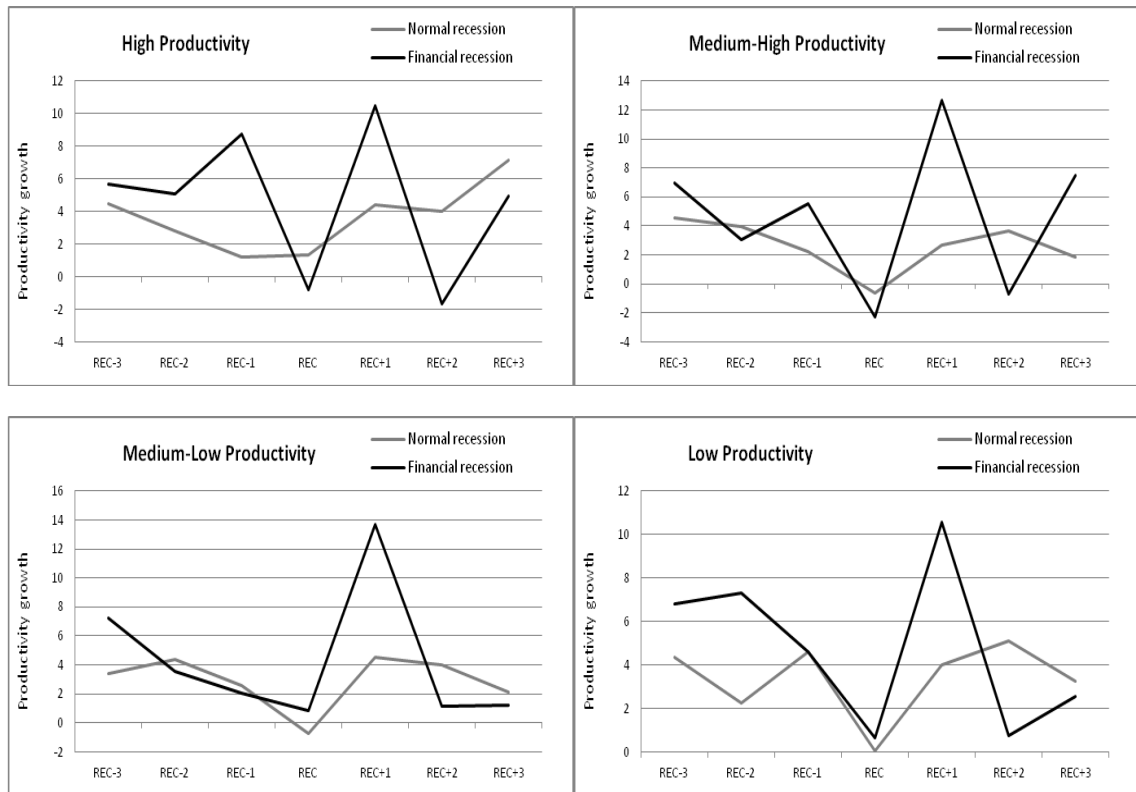 High Productivity
Normal recession
Financial recession
Productivity growth
12
10
8
6
4
2
0
-2
-4
REC-3 REC-2 REC-1 REC REC+1 REC+2 REC+3
Medium-High Productivity
Normal recession
Financial recession
Productivity growth
14
12
10
8
6
4
2
0
-2
-4
REC-3 REC-2 REC-1 REC REC+1 REC+2 REC+3
Medium-Low Productivity
Normal recession
Financial recession
Productivity growth
16
14
12
10
8
6
4
2
0
-2
REC-3 REC-2 REC-1 REC REC+1 REC+2 REC+3
Low Productivity
Normal recession
Financial recession
Productivity growth
12
10
8
6
4
2
0
REC-3 REC-2 REC-1 REC REC+1 REC+2 REC+3